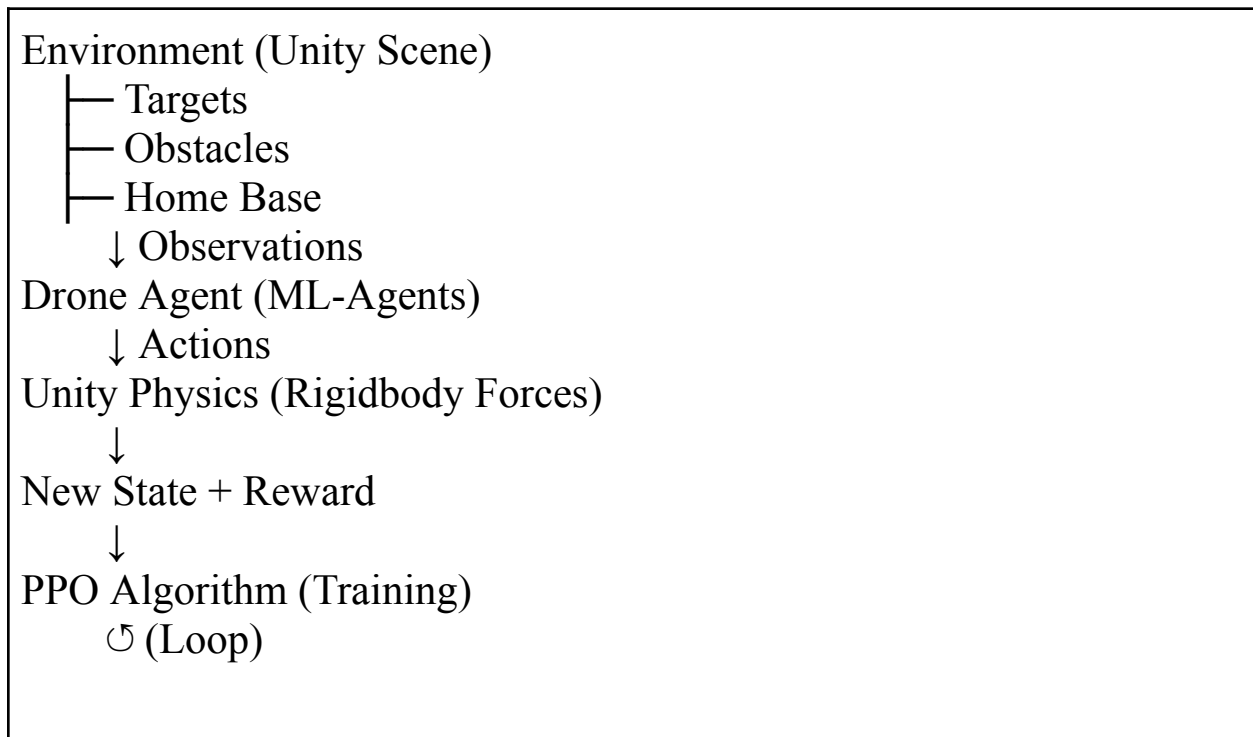 Environment (Unity Scene)
├── Targets
├── Obstacles
├── Home Base
↓ Observations
Drone Agent (ML-Agents)
↓ Actions
Unity Physics (Rigidbody Forces)
↓
New State + Reward
↓
PPO Algorithm (Training)
↺ (Loop)